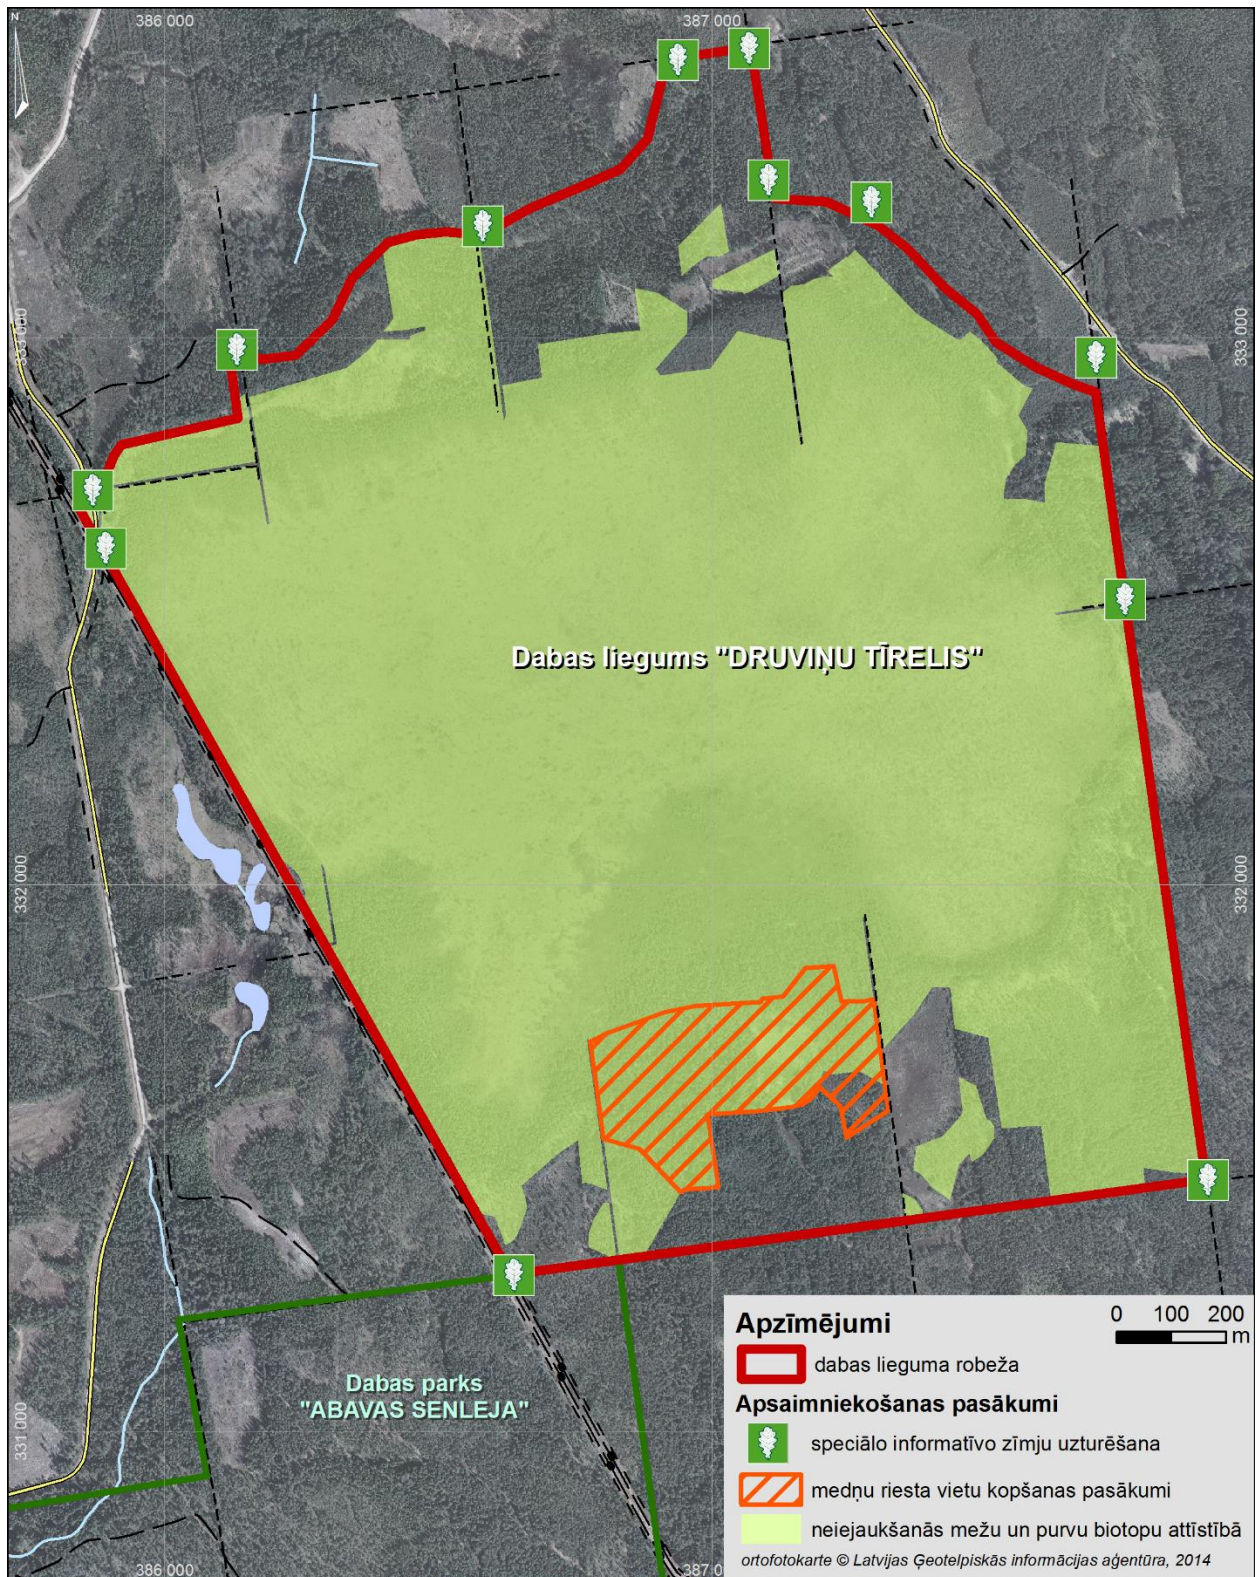 N
386 000
387 000
333 000
333 000
Dabas liegums "DRUVIŅU TĪRELIS"
332 000
332 000
Dabas parks
"ABAVAS SENLEJA"
331 000
386 000
387 0
Apzīmējumi
0 100 200
m
dabas lieguma robeža
Apsaimniekošanas pasākumi
speciālo informatīvo zīmju uzturēšana
medņu riesta vietu kopšanas pasākumi
neiejaukšanās mežu un purvu biotopu attīstībā
ortofotokarte © Latvijas Ģeotelpiskās informācijas aģentūra, 2014